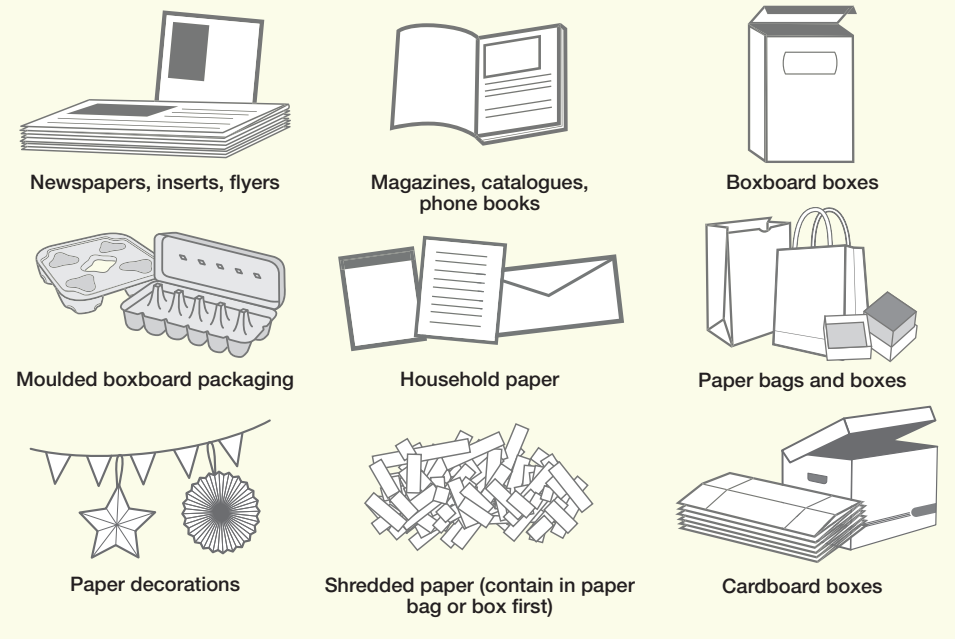 Newspapers, inserts, flyers
Magazines, catalogues,
phone books
Boxboard boxes
Moulded boxboard packaging
Household paper
Paper bags and boxes
Paper decorations
Shredded paper (contain in paper
bag or box first)
Cardboard boxes